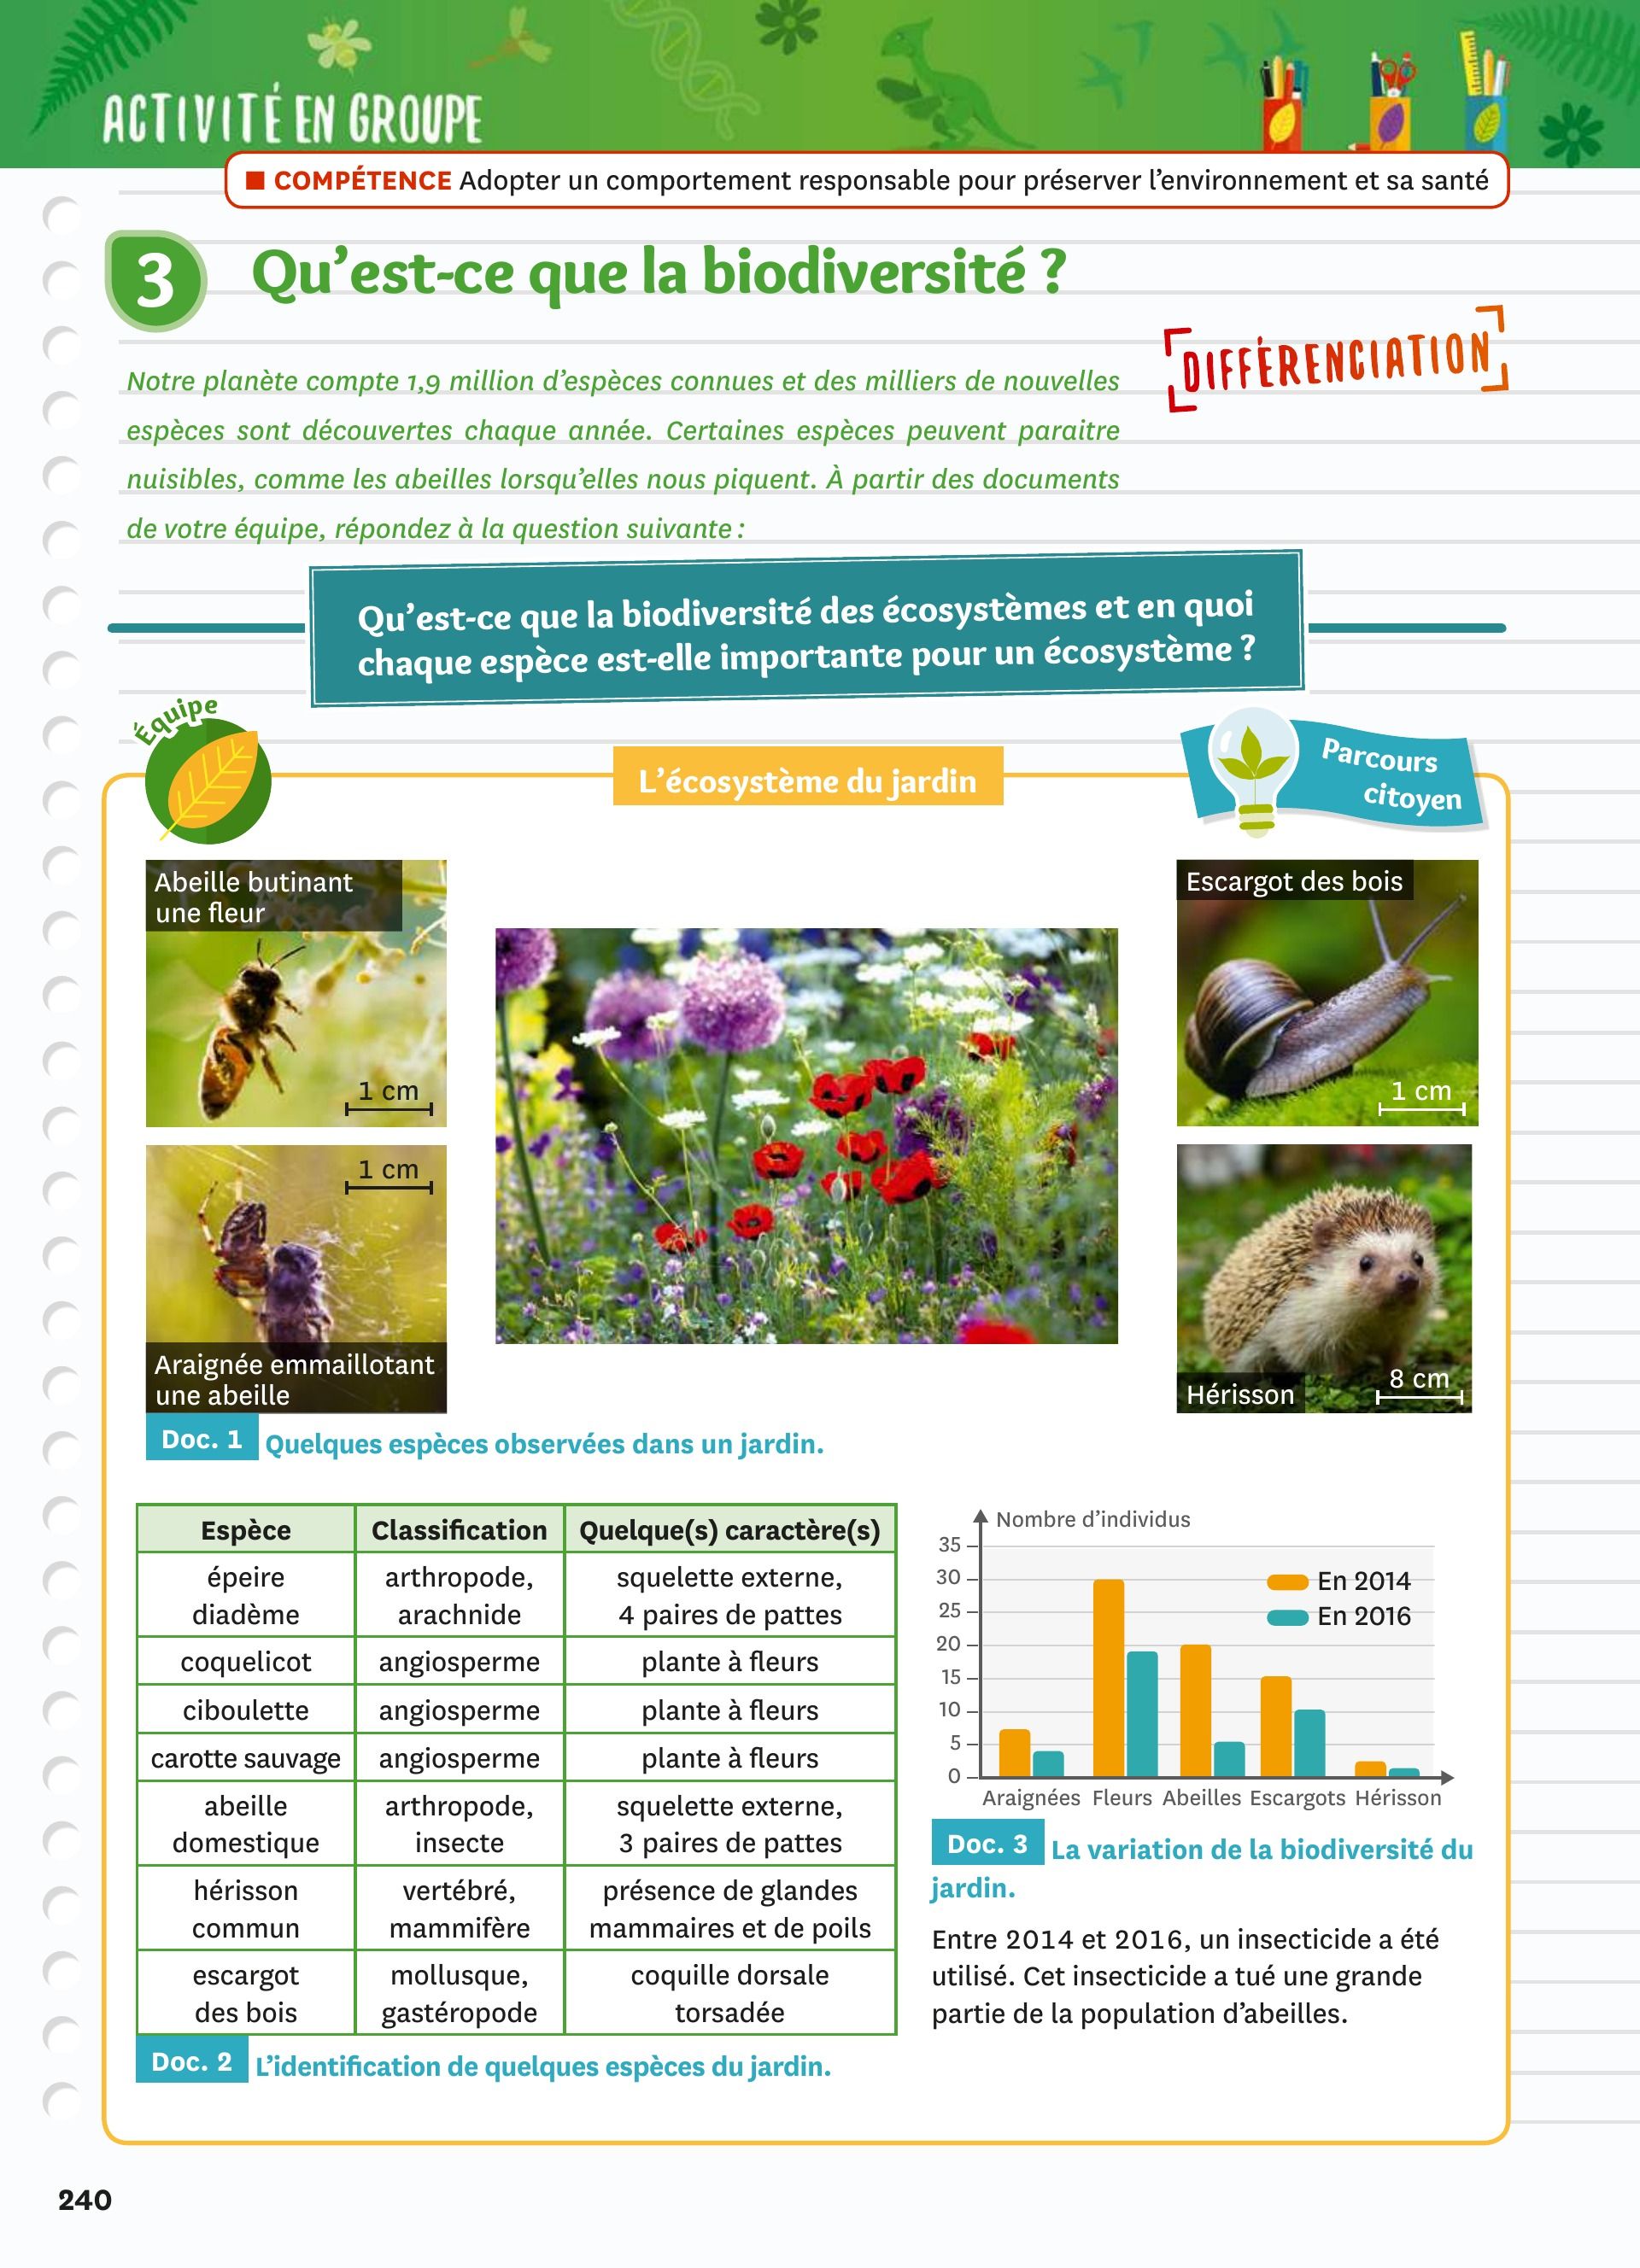 ACTIVITÉ EN GROUPE
■ COMPÉTENCE Adopter un comportement responsable pour préserver l'environnement et sa santé
3 Qu'est-ce que la biodiversité ?
DIFFÉRENCIATION
Notre planète compte 1,9 million d'espèces connues et des milliers de nouvelles
espèces sont découvertes chaque année. Certaines espèces peuvent paraitre
nuisibles, comme les abeilles lorsqu'elles nous piquent. À partir des documents
de votre équipe, répondez à la question suivante :
Qu'est-ce que la biodiversité des écosystèmes et en quoi
chaque espèce est-elle importante pour un écosystème ?
Équipe
L'écosystème du jardin
Parcours
citoyen
Abeille butinant
une fleur
1 cm
Escargot des bois
1 cm
1 cm
Araignée emmaillotant
une abeille
8 cm
Hérisson
Doc. 1 Quelques espèces observées dans un jardin.
Espèce Classification Quelque(s) caractère(s)
épeire arthropode, squelette externe,
diadème arachnide 4 paires de pattes
coquelicot angiosperme plante à fleurs
ciboulette angiosperme plante à fleurs
carotte sauvage angiosperme plante à fleurs
abeille arthropode, squelette externe,
domestique insecte 3 paires de pattes
hérisson vertébré, présence de glandes
commun mammifère mammaires et de poils
escargot mollusque, coquille dorsale
des bois gastéropode torsadée
Doc. 2 L'identification de quelques espèces du jardin.
Nombre d'individus
35
30
25
20
15
10
5
0
En 2014
En 2016
Araignées Fleurs Abeilles Escargots Hérisson
Doc. 3 La variation de la biodiversité du
jardin.
Entre 2014 et 2016, un insecticide a été
utilisé. Cet insecticide a tué une grande
partie de la population d'abeilles.
240